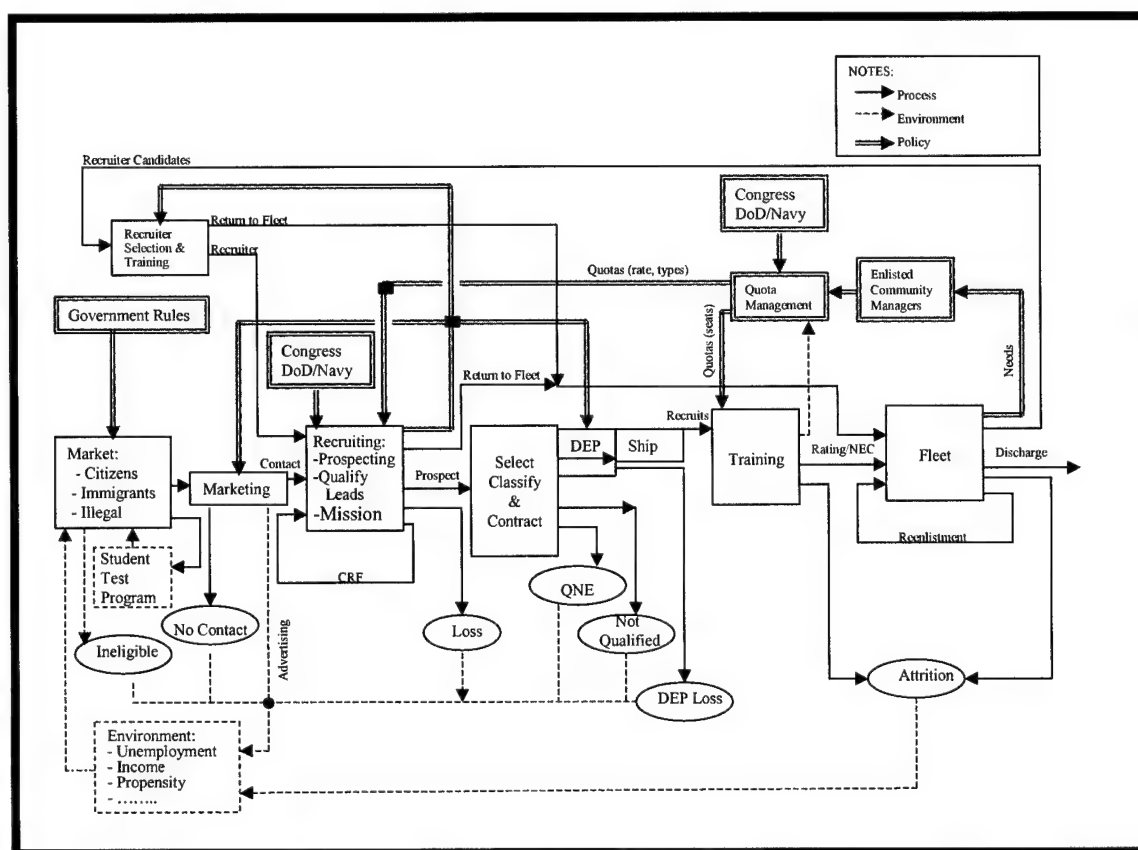 NOTES:
Process
Environment
Policy
Recruiter Candidates
Congress
DoD/Navy
Recruiter
Selection &
Training
Return to Fleet
Recruiter
Quotas (rate, types)
Quota
Management
Enlisted
Community
Managers
Government Rules
Congress
DoD/Navy
Quotas (seats)
Needs
Return to Fleet
Recruits
Market:
- Citizens
- Immigrants
- Illegal
Contact
Marketing
Recruiting:
-Prospecting
-Qualify
Leads
-Mission
Prospect
Select
Classify
&
Contract
DEP
Ship
Training
Rating/NEC
Fleet
Discharge
Reenlistment
Student
Test
Program
CRF
QNE
No Contact
Loss
Not
Qualified
Ineligible
Advertising
DEP Loss
Attrition
Environment:
- Unemployment
- Income
- Propensity
- ........